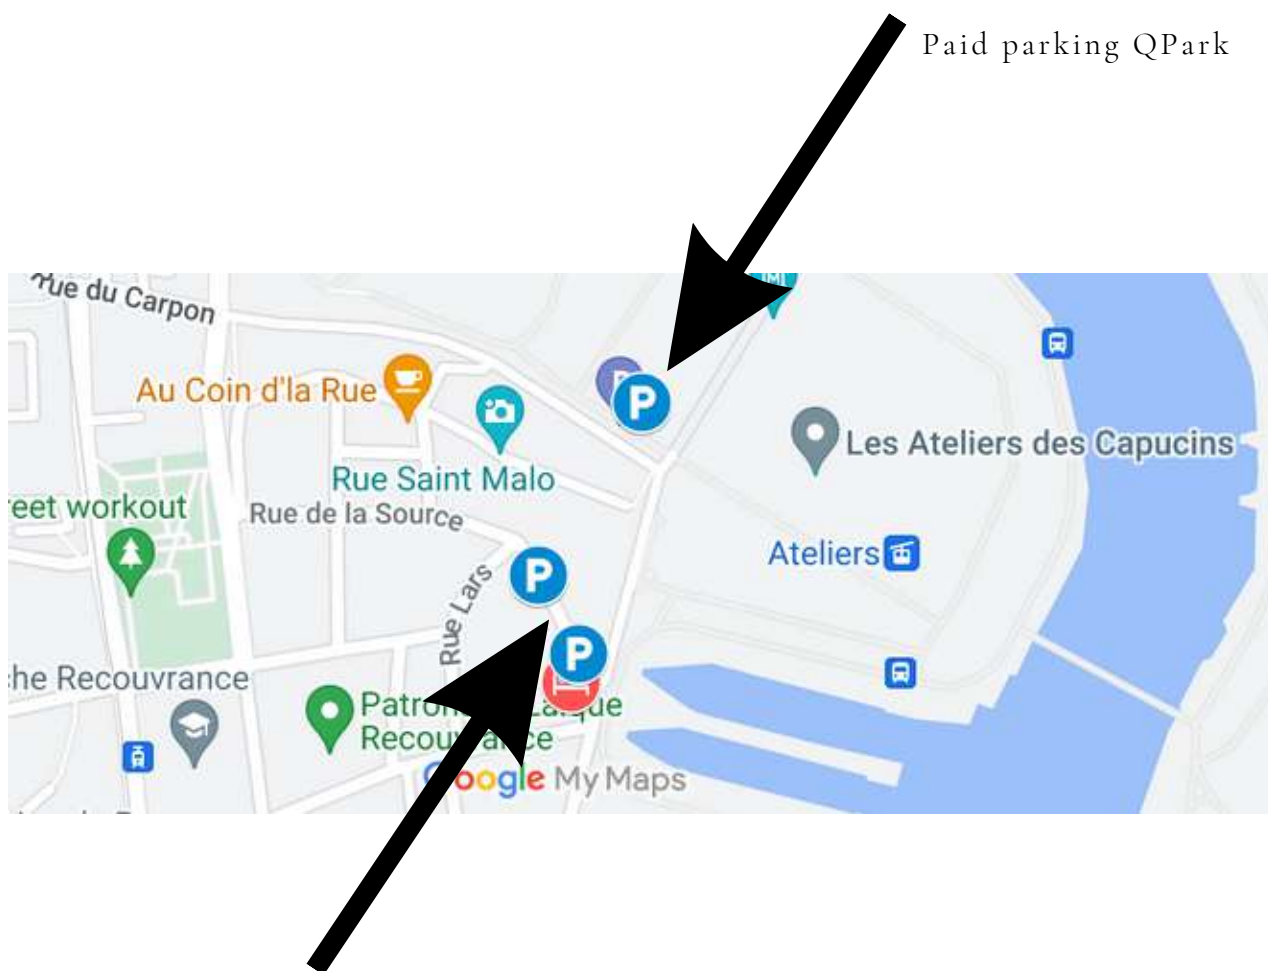 Paid parking QPark
Rue du Carpon
P
Au Coin d'la Rue
Les Ateliers des Capucins
Rue Saint Malo
reet workout
Rue de la Source
Ateliers
P
Rue Lars
P
he Recouvrance
Recouvrance
Google My Maps